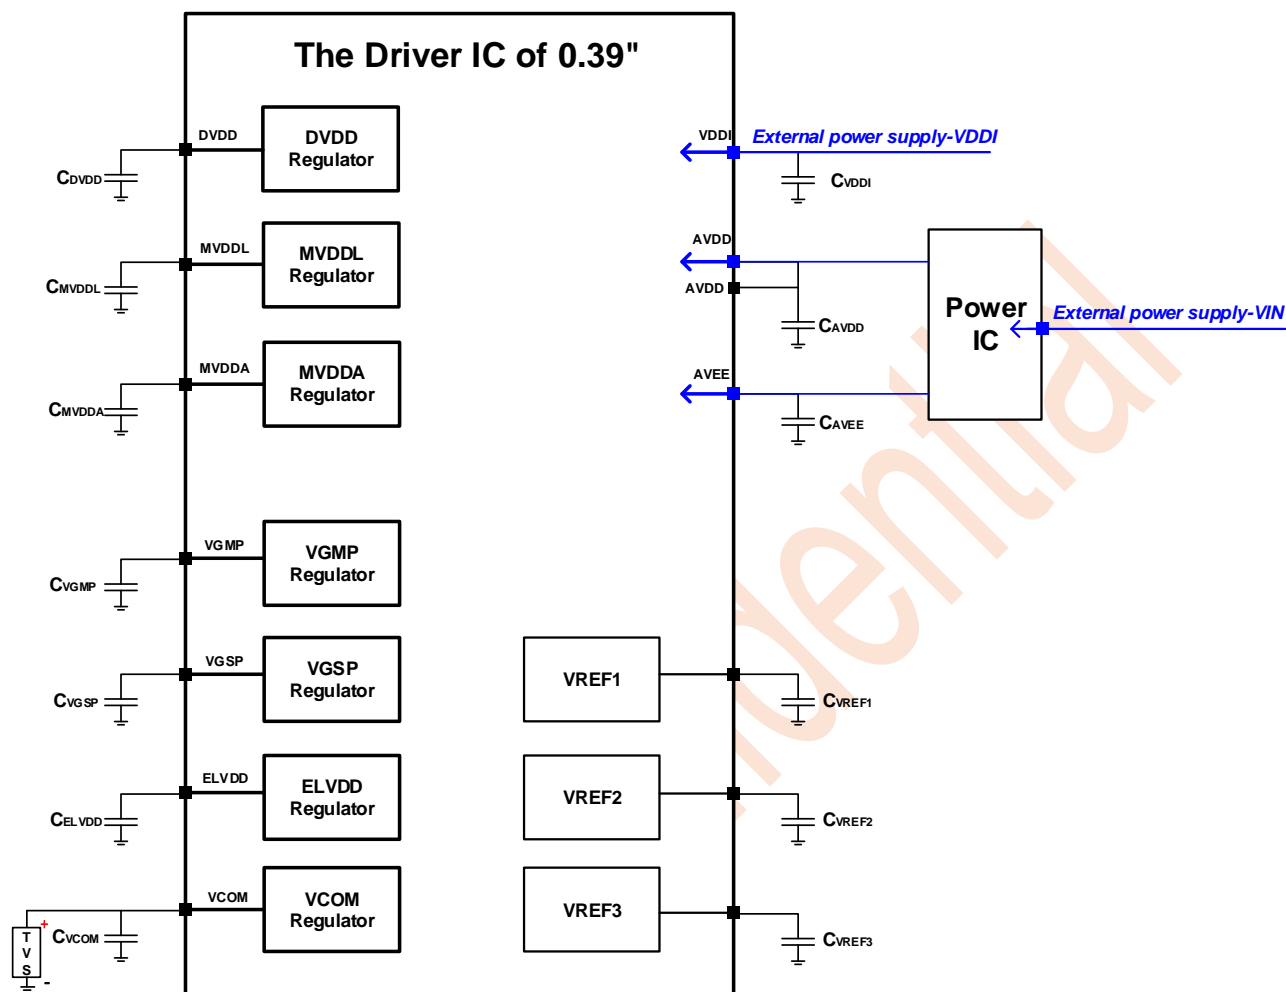 The Driver IC of 0.39"
DVDD
DVDD
Regulator
CDVDD
VDDI
External power supply-VDDI
CVDDI
MVDDL
MVDDL
Regulator
CMVDDL
AVDD
AVDD
CAVDD
Power
IC
External power supply-VIN
MVDDA
MVDDA
Regulator
CMVDDA
AVEE
CAVEE
VGMP
VGMP
Regulator
CVGMP
VGSP
VGSP
Regulator
CVGSP
VREF1
CVREF1
ELVDD
ELVDD
Regulator
CELVDD
VREF2
CVREF2
VCOM
VCOM
Regulator
CVCOM
+
T
V
S
-
VREF3
CVREF3
dential